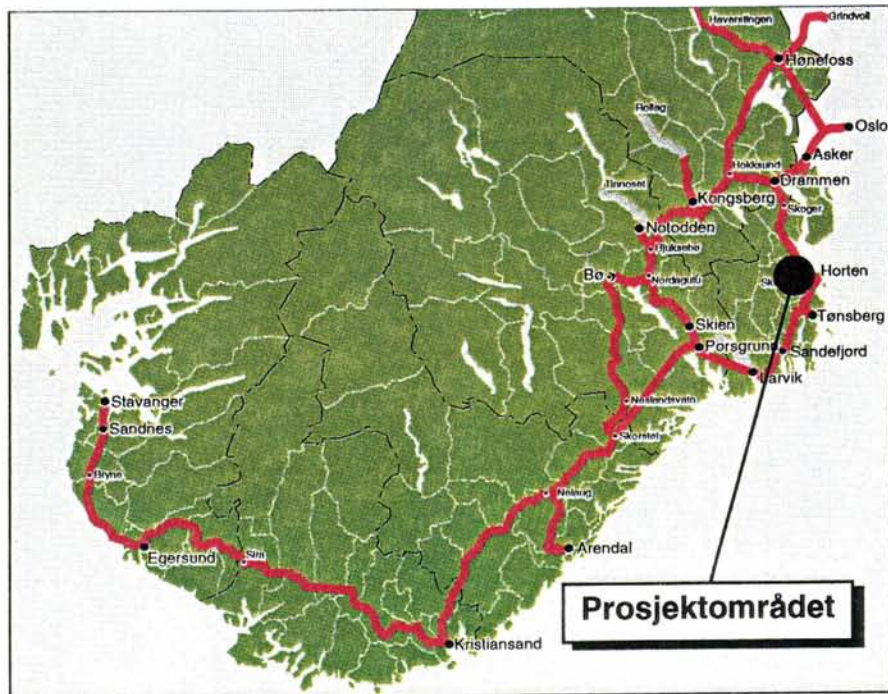 Haverstingen
Grindvoll
Hønefoss
Rollag
Oslo
Asker
Hokksund
Drammen
Tinnoset
Kongsberg
Skoger
Notodden
Hjuksebø
Bø
Nordagutu
Horten
Tønsberg
Skien
Porsgrunn
Sandefjord
Larvik
Stavanger
Neslandsvatn
Sandnes
Skorstøl
Bryne
Nelaug
Egersund
Sira
Arendal
Prosjektområdet
Kristiansand